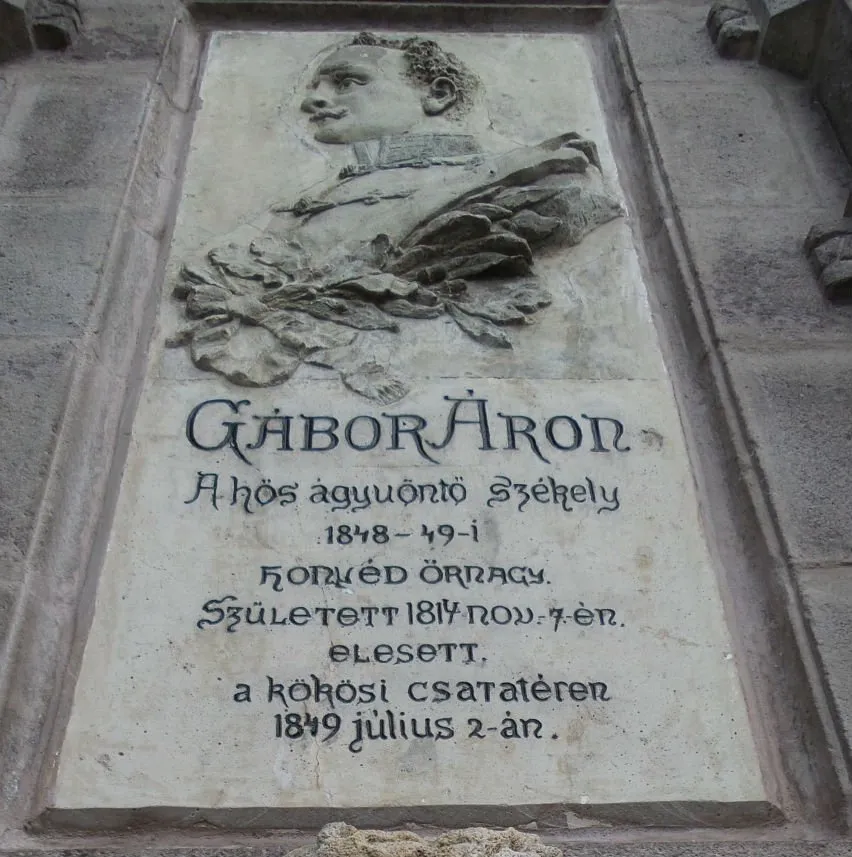 GÁBOR ÁRON
A hős ágyuöntő székely
1848-49-i
HONVÉD ŐRNAGY.
SZÜLETETT 1814 NOV. 7-ÉN.
ELESETT.
a kökösi csatatéren
1849 július 2-án.